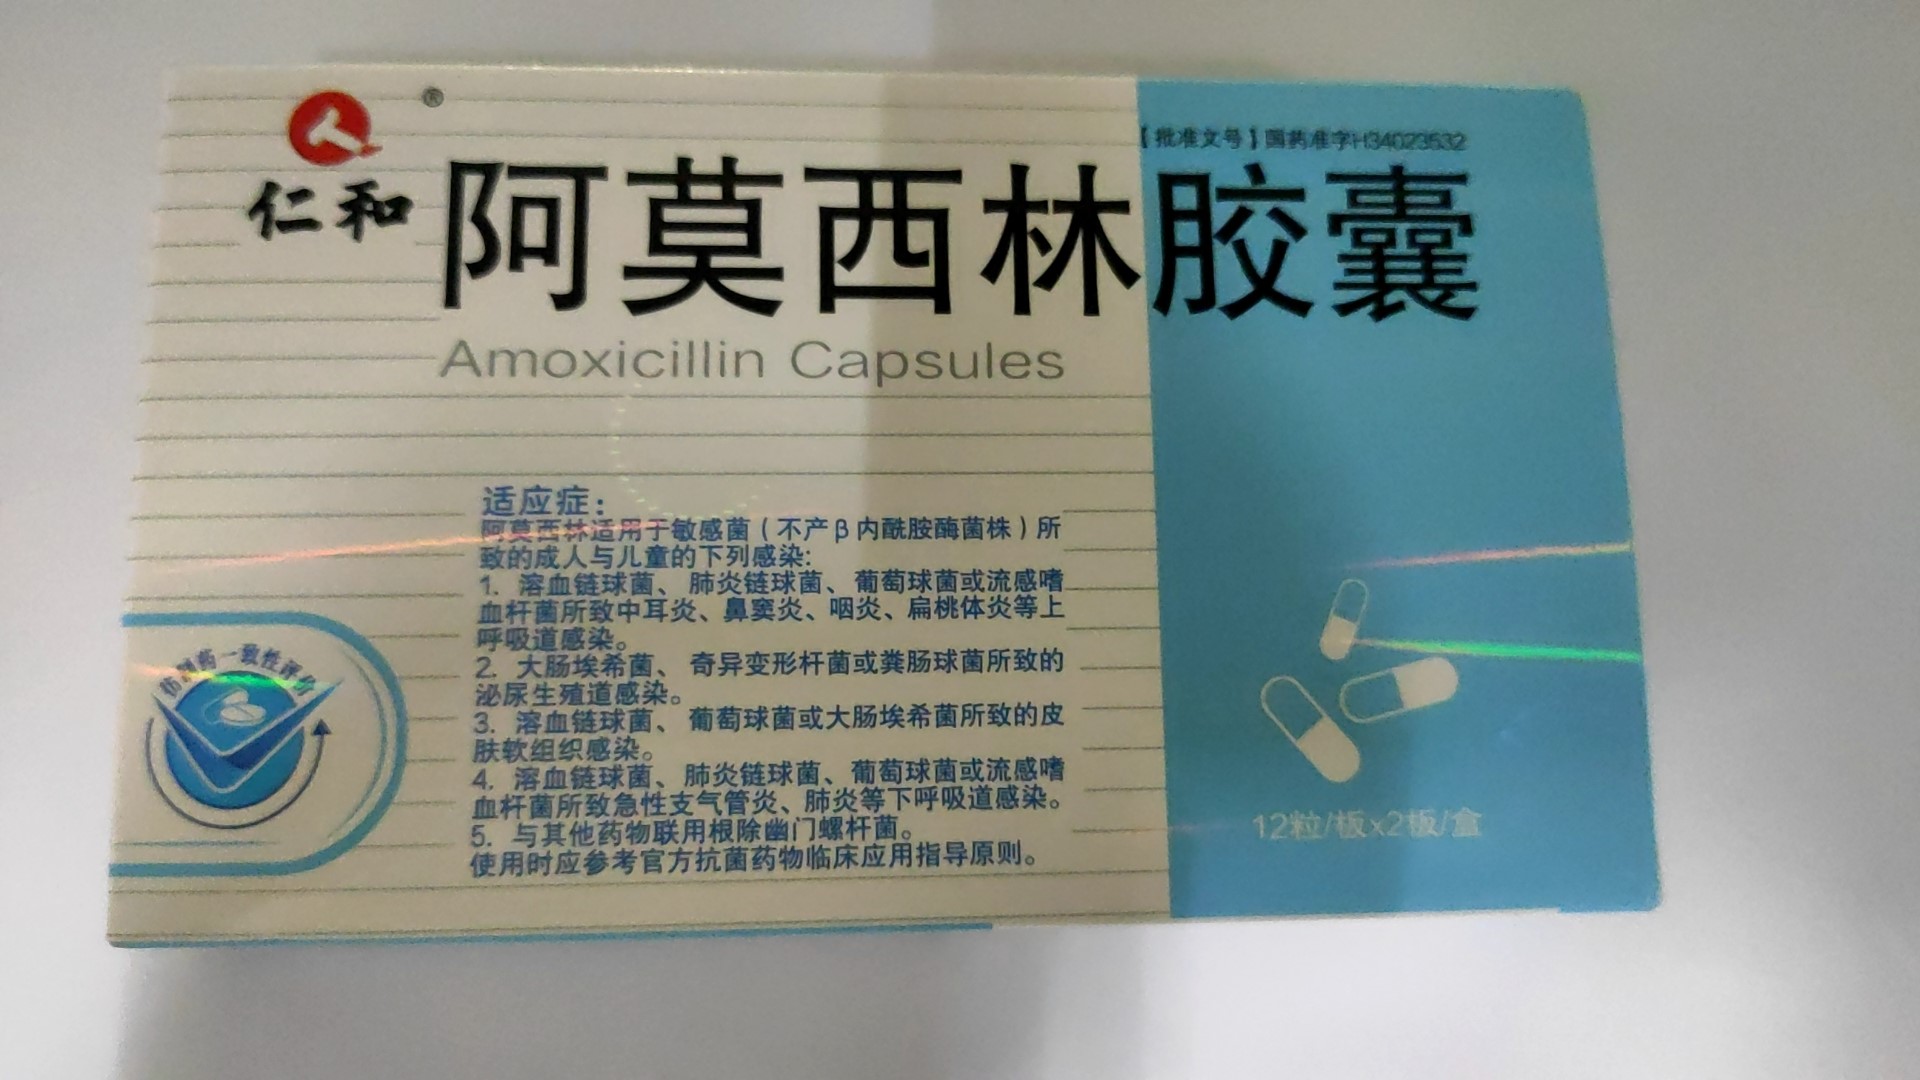 仁和
®
【批准文号】国药准字H34023532
阿莫西林胶囊
Amoxicillin Capsules
适应症：
阿莫西林适用于敏感菌（不产β内酰胺酶菌株）所
致的成人与儿童的下列感染:
1. 溶血链球菌、肺炎链球菌、葡萄球菌或流感嗜
血杆菌所致中耳炎、鼻窦炎、咽炎、扁桃体炎等上
呼吸道感染。
2. 大肠埃希菌、奇异变形杆菌或粪肠球菌所致的
泌尿生殖道感染。
3. 溶血链球菌、葡萄球菌或大肠埃希菌所致的皮
肤软组织感染。
4. 溶血链球菌、肺炎链球菌、葡萄球菌或流感嗜
血杆菌所致急性支气管炎、肺炎等下呼吸道感染。
5. 与其他药物联用根除幽门螺杆菌。
使用时应参考官方抗菌药物临床应用指导原则。
仿制药一致性评价
12粒/板x2板/盒